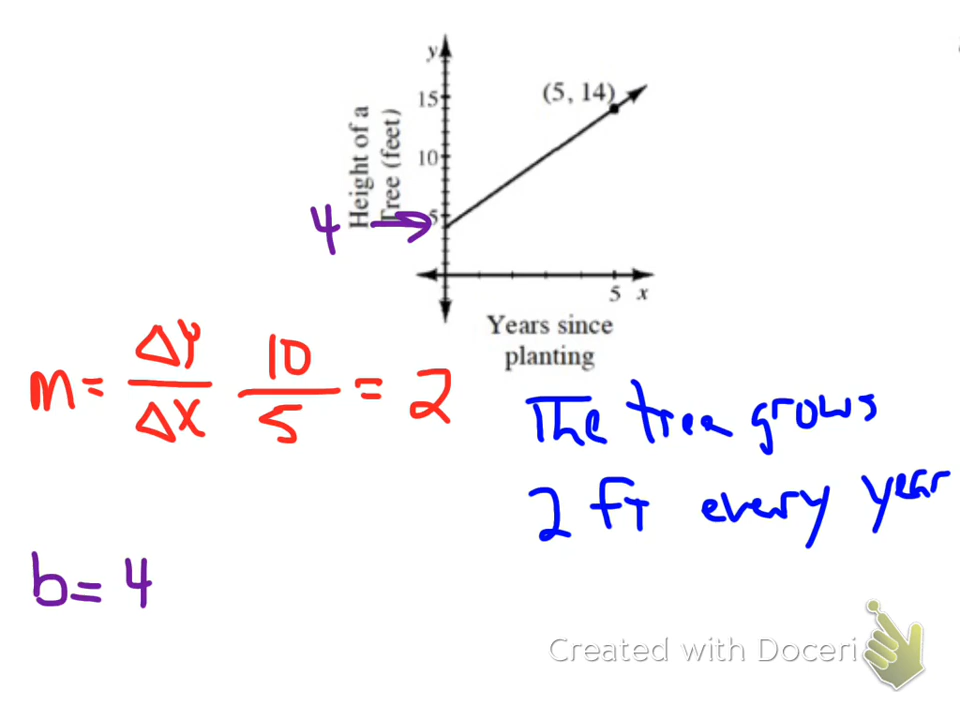 y
(5, 14)
15
10
5
Height of a
Tree (feet)
4
5 x
Years since
planting
m = Δy/Δx 10/5 = 2
The tree grows
2 ft every year
b = 4
Created with Doceri